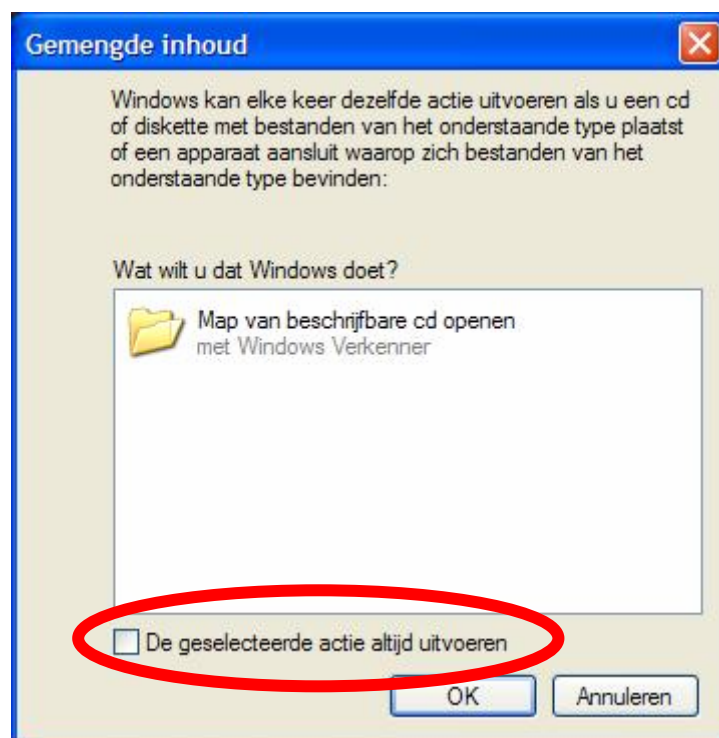 Gemengde inhoud
Windows kan elke keer dezelfde actie uitvoeren als u een cd
of diskette met bestanden van het onderstaande type plaatst
of een apparaat aansluit waarop zich bestanden van het
onderstaande type bevinden:
Wat wilt u dat Windows doet?
Map van beschrijfbare cd openen
met Windows Verkenner
De geselecteerde actie altijd uitvoeren
OK
Annuleren